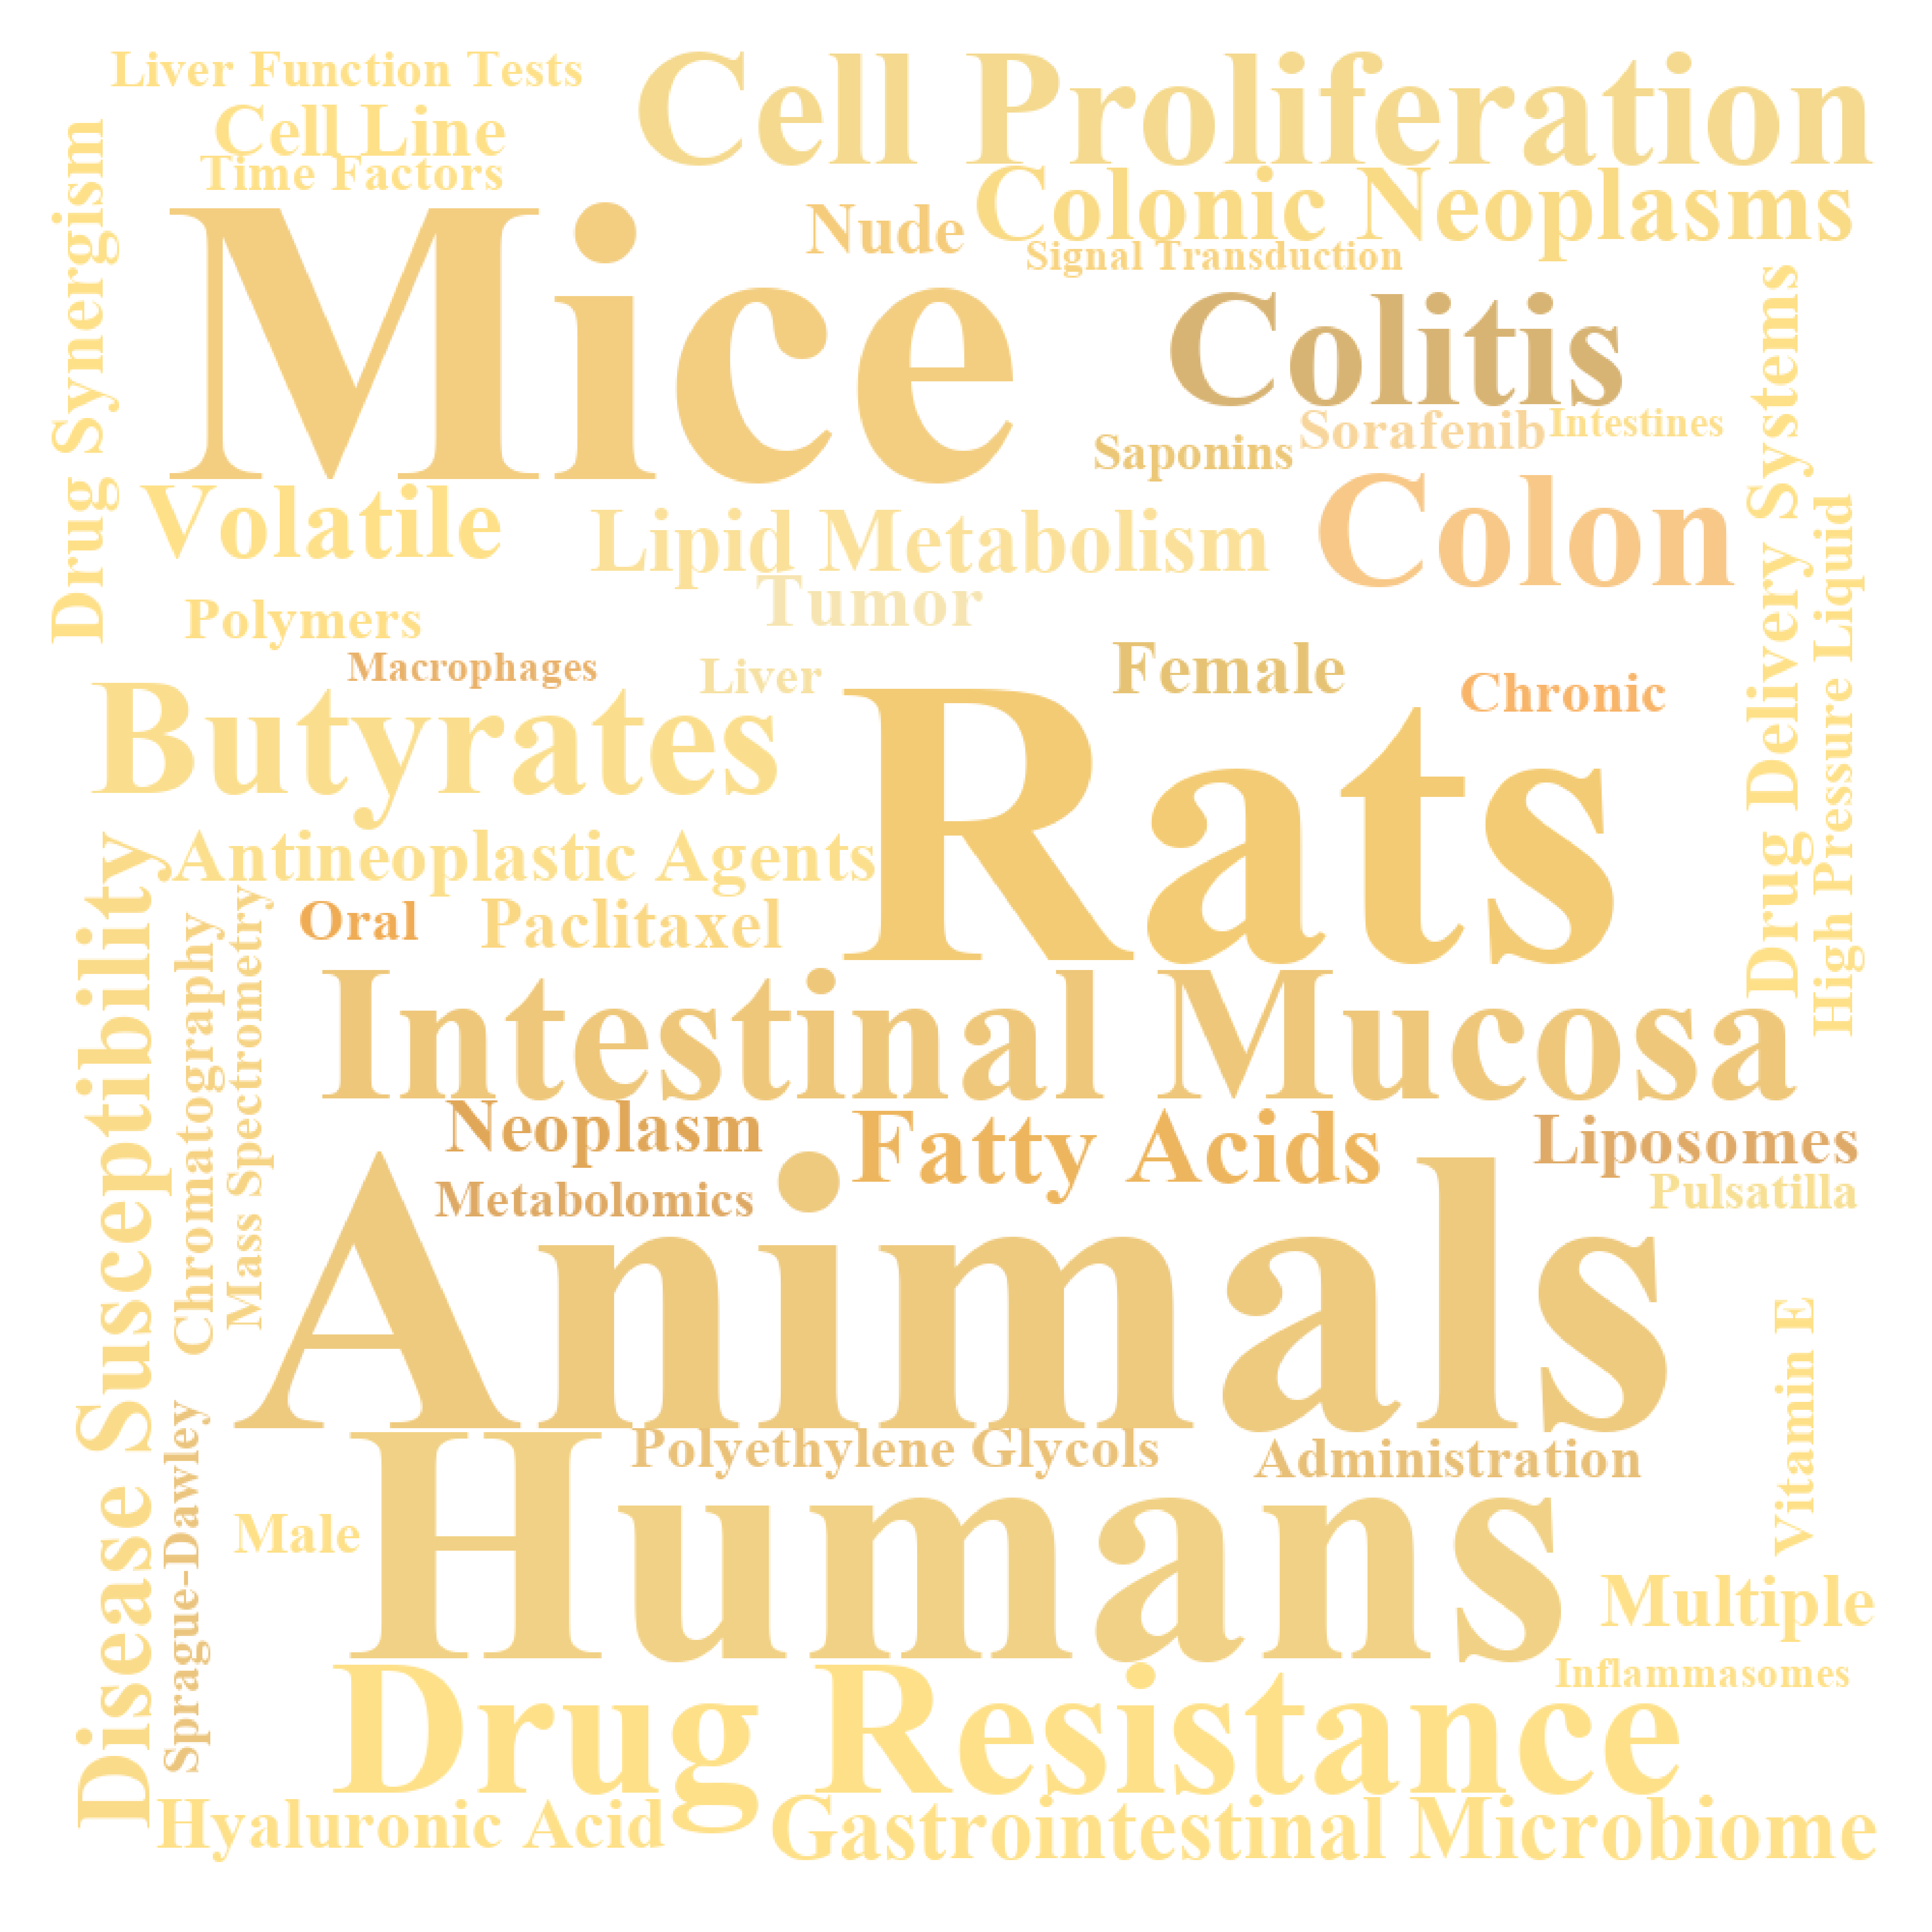 Liver Function Tests
Cell Proliferation
Cell Line
Time Factors
Drug Synergism
Mice
Nude
Colonic Neoplasms
Signal Transduction
Colitis
Drug Delivery Systems
Saponins
Sorafenib
Intestines
Volatile
Lipid Metabolism
Colon
High Pressure Liquid
Tumor
Polymers
Macrophages
Liver
Female
Chronic
Butyrates
Rats
Disease Susceptibility
Antineoplastic Agents
Oral
Paclitaxel
Chromatography
Mass Spectrometry
Intestinal Mucosa
Neoplasm
Fatty Acids
Liposomes
Metabolomics
Pulsatilla
Animals
Vitamin E
Sprague-Dawley
Polyethylene Glycols
Administration
Humans
Male
Multiple
Inflammasomes
Drug Resistance
Hyaluronic Acid
Gastrointestinal Microbiome